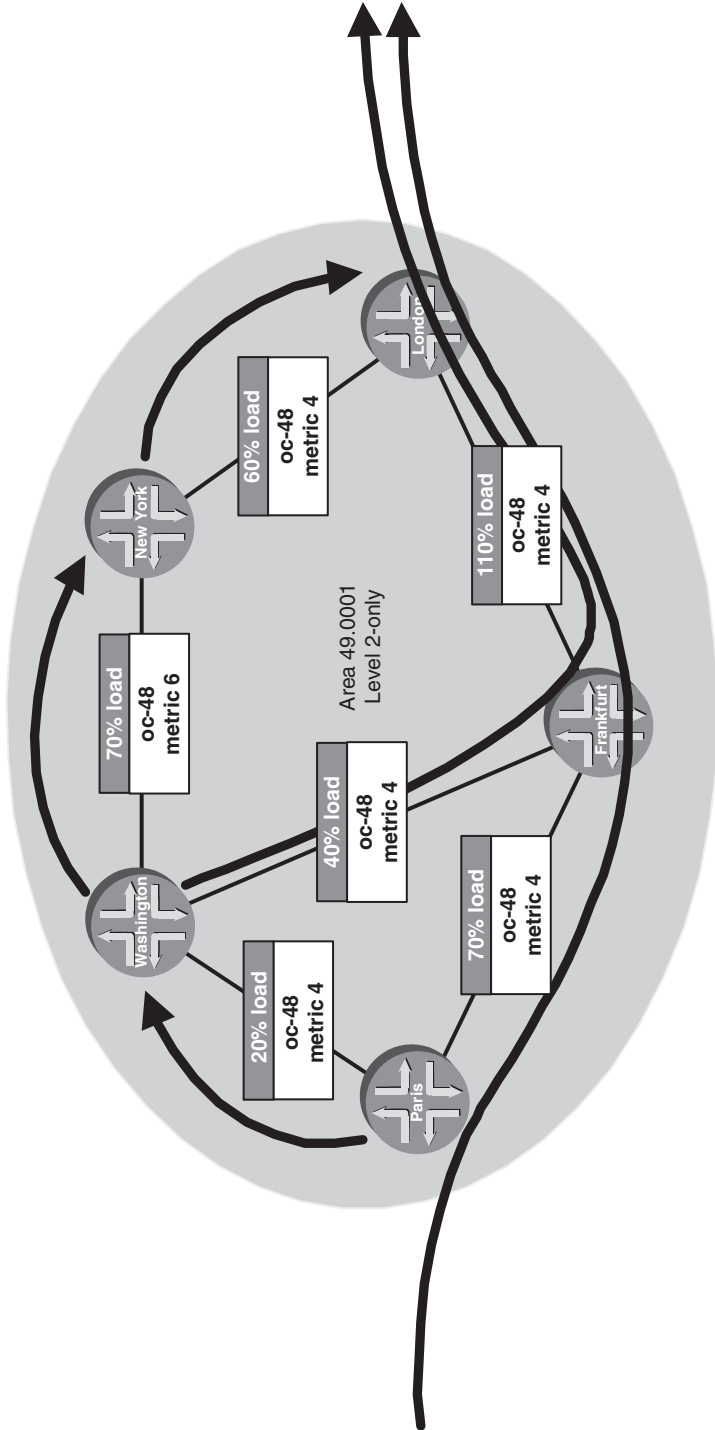 Washington
70% load
oc-48
metric 6
New York
20% load
oc-48
metric 4
40% load
oc-48
metric 4
Area 49.0001
Level 2-only
60% load
oc-48
metric 4
Paris
70% load
oc-48
metric 4
Frankfurt
110% load
oc-48
metric 4
London